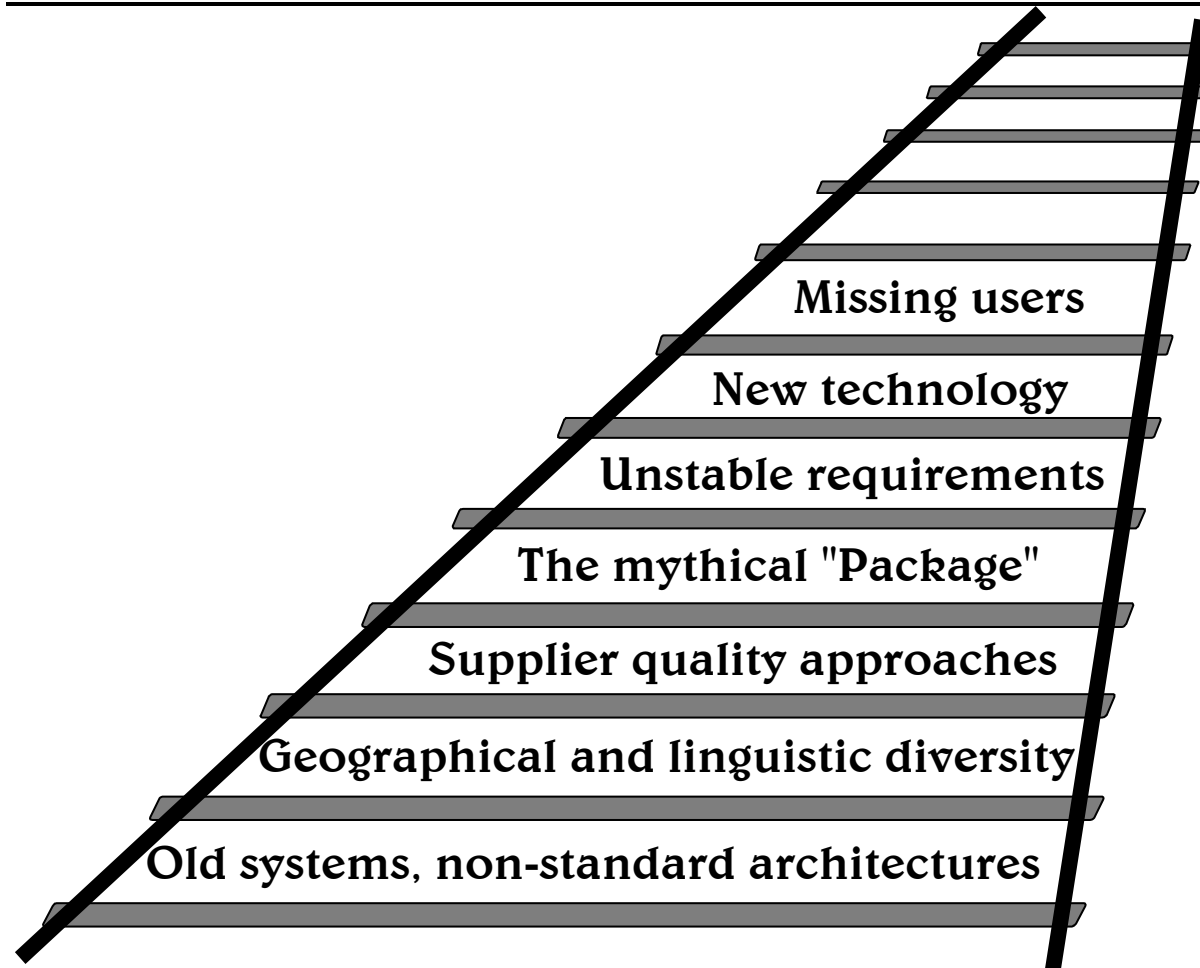 Missing users
New technology
Unstable requirements
The mythical "Package"
Supplier quality approaches
Geographical and linguistic diversity
Old systems, non-standard architectures